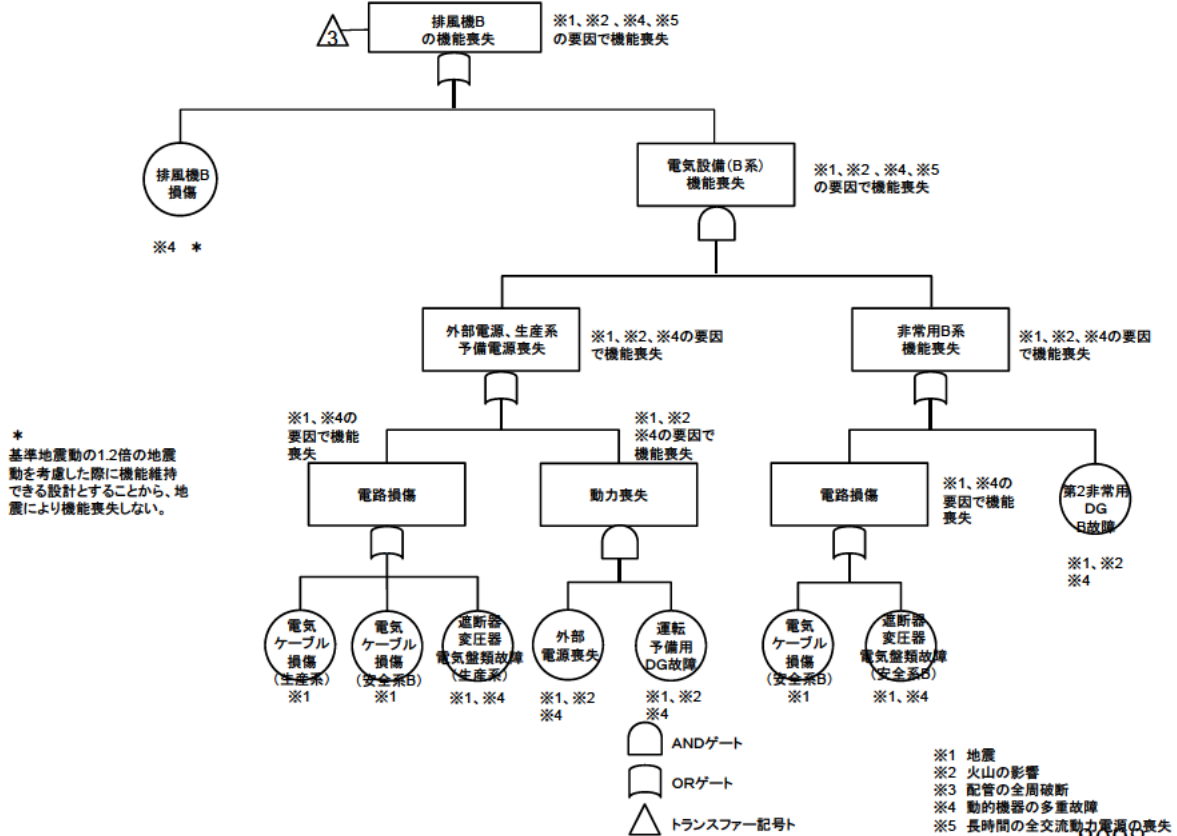 3
排風機B
の機能喪失
※1、※2 、※4、※5
の要因で機能喪失
排風機B
損傷
※4 *
電気設備(B系)
機能喪失
※1、※2 、※4、※5
の要因で機能喪失
外部電源、生産系
予備電源喪失
※1、※2、※4の要因
で機能喪失
非常用B系
機能喪失
※1、※2、※4の要因
で機能喪失
*
基準地震動の1.2倍の地震
動を考慮した際に機能維持
できる設計とすることから、地
震により機能喪失しない。
※1、※4の
要因で機能
喪失
電路損傷
※1、※2
※4の要因で
機能喪失
動力喪失
電路損傷
※1、※4の
要因で機能
喪失
第2非常用
DG
B故障
※1、※2
※4
電気
ケーブル
損傷
(生産系)
※1
電気
ケーブル
損傷
(安全系B)
※1
遮断器
変圧器
電気盤類故障
(生産系)
※1、※4
外部
電源喪失
※1、※2
※4
運転
予備用
DG故障
※1、※2
※4
電気
ケーブル
損傷
(安全系B)
※1
遮断器
変圧器
電気盤類故障
(安全系B)
※1、※4
ANDゲート
ORゲート
トランスファー記号ト
※1 地震
※2 火山の影響
※3 配管の全周破断
※4 動的機器の多重故障
※5 長時間の全交流動力電源の喪失